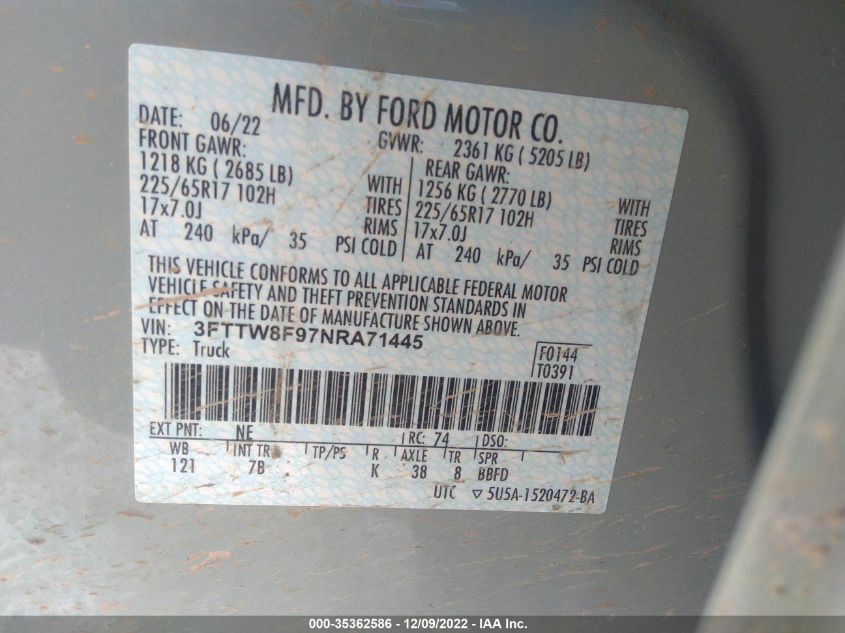 MFD. BY FORD MOTOR CO.
DATE: 06/22 GVWR: 2361 KG ( 5205 LB)
FRONT GAWR: REAR GAWR:
1218 KG ( 2685 LB) WITH 1256 KG ( 2770 LB) WITH
225/65R17 102H TIRES 225/65R17 102H TIRES
17x7.0J RIMS 17x7.0J RIMS
AT 240 kPa/ 35 PSI COLD AT 240 kPa/ 35 PSI COLD
THIS VEHICLE CONFORMS TO ALL APPLICABLE FEDERAL MOTOR
VEHICLE SAFETY AND THEFT PREVENTION STANDARDS IN
EFFECT ON THE DATE OF MANUFACTURE SHOWN ABOVE.
VIN: 3FTTW8F97NRA71445
TYPE: Truck F0144
T0391
EXT PNT: NE RC: 74 DSO:
WB INT TR TP/PS R AXLE TR SPR
121 7B K 38 8 BBFD
UTC ▽ 5U5A-1520472-BA
000-35362586 - 12/09/2022 - IAA Inc.